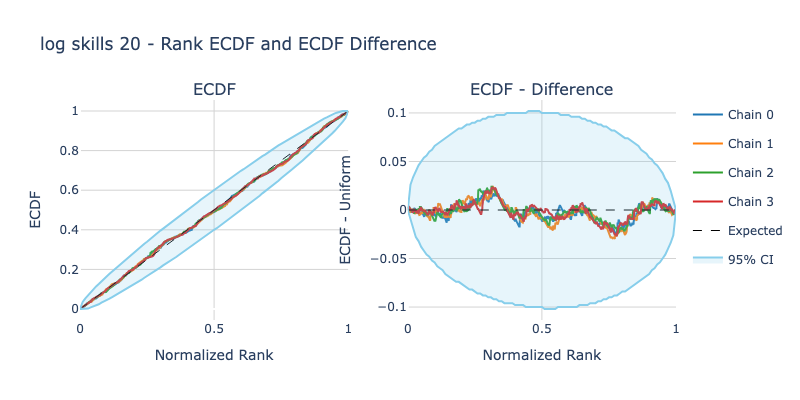 log skills 20 - Rank ECDF and ECDF Difference
ECDF
ECDF - Difference
ECDF
1
0.8
0.6
0.4
0.2
0
0
0.5
1
Normalized Rank
ECDF - Uniform
0.1
0.05
0
−0.05
−0.1
0
0.5
1
Normalized Rank
Chain 0
Chain 1
Chain 2
Chain 3
Expected
95% CI